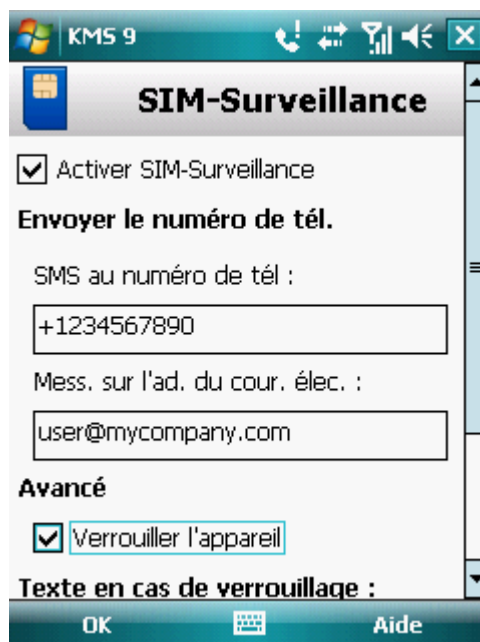 KMS 9
SIM-Surveillance
Activer SIM-Surveillance
Envoyer le numéro de tél.
SMS au numéro de tél :
+1234567890
Mess. sur l'ad. du cour. élec. :
user@mycompany.com
Avancé
Verrouiller l'appareil
Texte en cas de verrouillage :
OK Aide